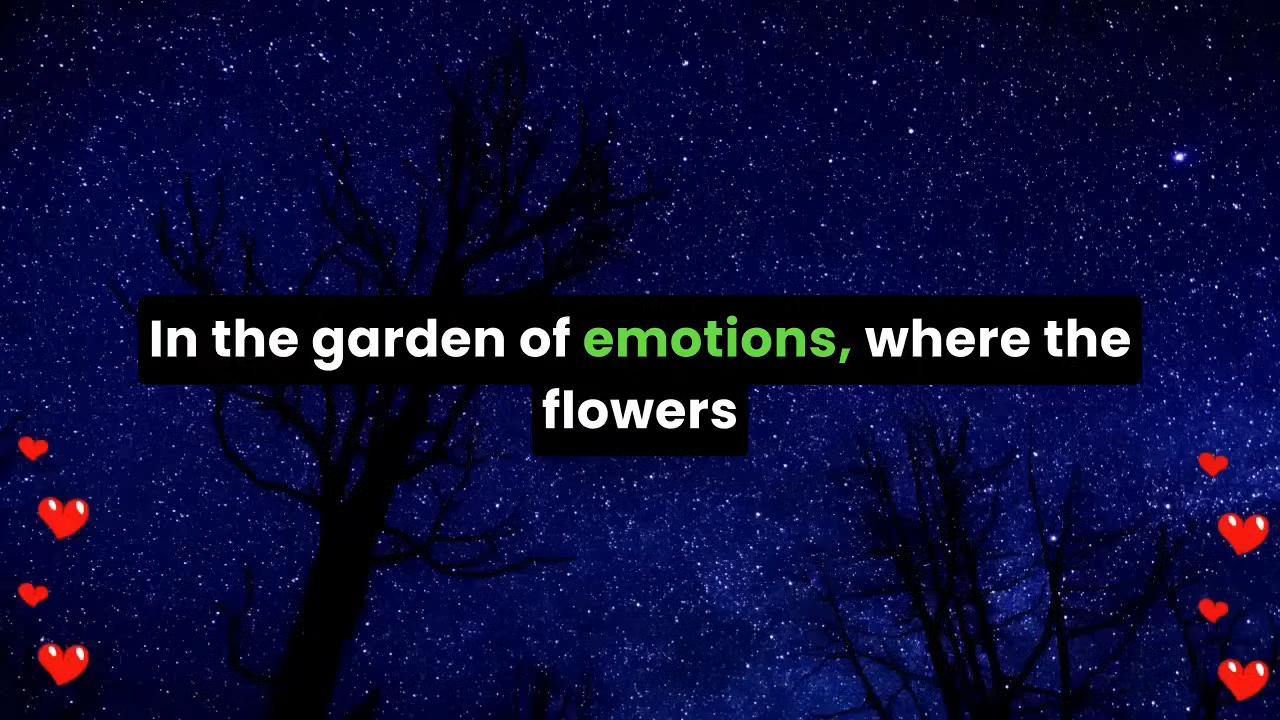 In the garden of emotions, where the
flowers